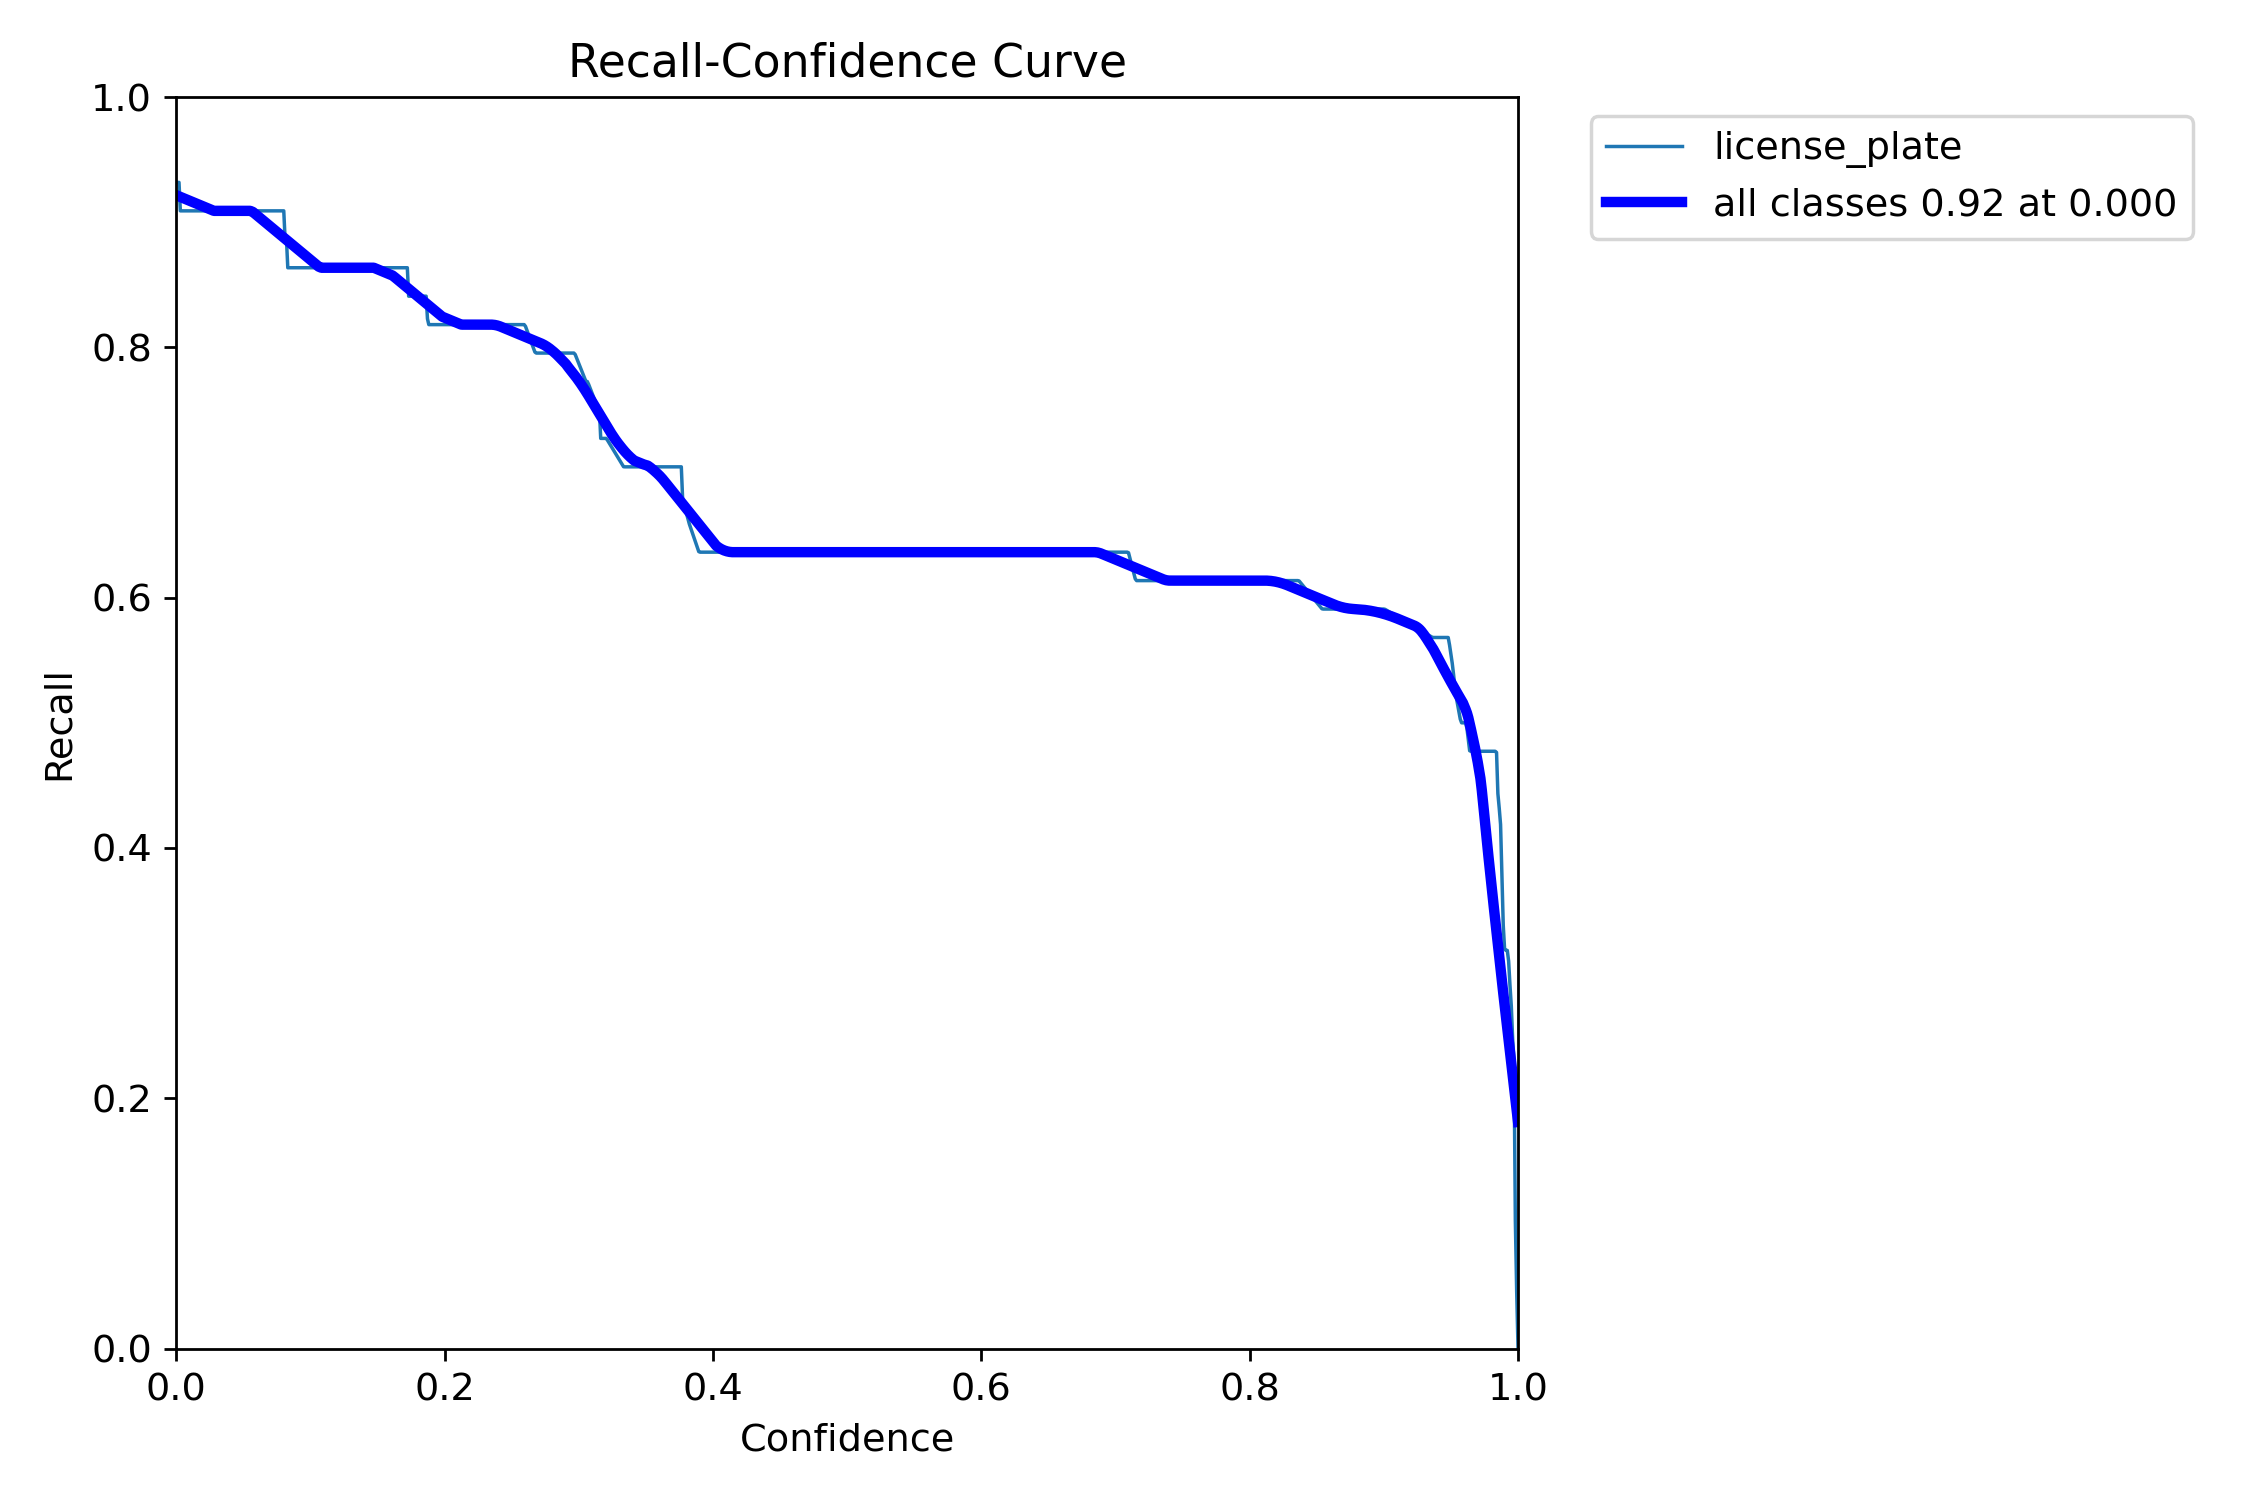 Recall-Confidence Curve
1.0
0.8
0.6
0.4
0.2
0.0
Recall
0.0 0.2 0.4 0.6 0.8 1.0
Confidence
license_plate
all classes 0.92 at 0.000